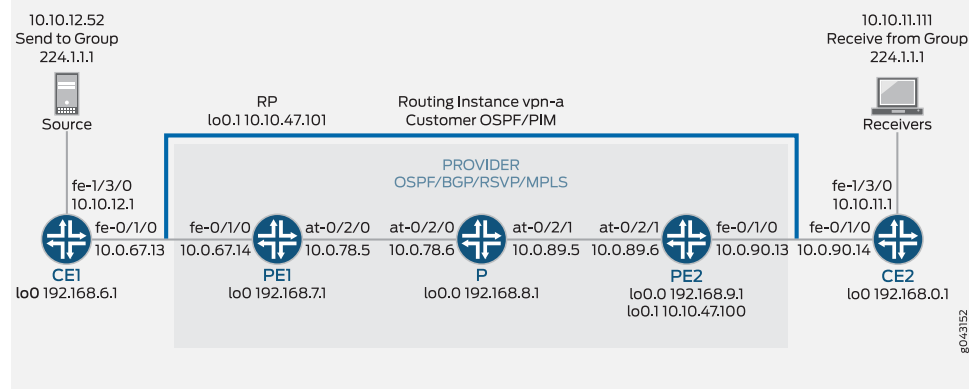 10.10.12.52
Send to Group
224.1.1.1
Source
10.10.11.111
Receive from Group
224.1.1.1
Receivers
RP
lo0.1 10.10.47.101
Routing Instance vpn-a
Customer OSPF/PIM
PROVIDER
OSPF/BGP/RSVP/MPLS
fe-1/3/0
10.10.12.1
fe-1/3/0
10.10.11.1
fe-0/1/0
10.0.67.13
fe-0/1/0
10.0.67.14
at-0/2/0
10.0.78.5
at-0/2/0
10.0.78.6
at-0/2/1
10.0.89.5
at-0/2/1
10.0.89.6
fe-0/1/0
10.0.90.13
fe-0/1/0
10.0.90.14
CE1
lo0 192.168.6.1
PE1
lo0 192.168.7.1
P
lo0.0 192.168.8.1
PE2
lo0.0 192.168.9.1
lo0.1 10.10.47.100
CE2
lo0 192.168.0.1
g043152